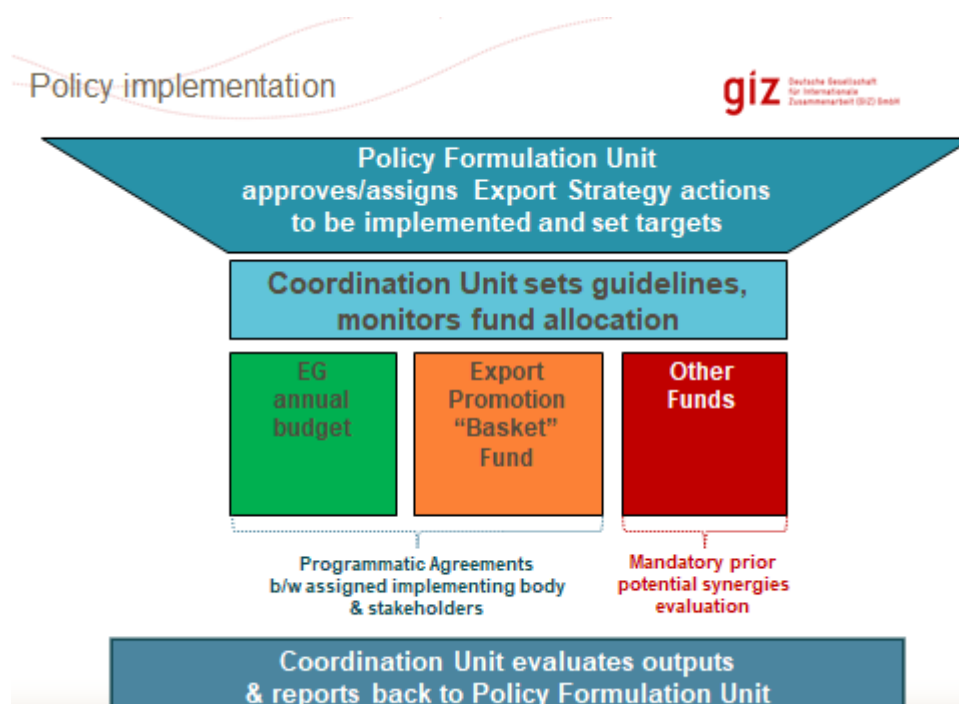 Policy implementation
giz
Deutsche Gesellschaft
für Internationale
Zusammenarbeit (GIZ) GmbH
Policy Formulation Unit
approves/assigns Export Strategy actions
to be implemented and set targets
Coordination Unit sets guidelines,
monitors fund allocation
EG
annual
budget
Export
Promotion
“Basket”
Fund
Other
Funds
Programmatic Agreements
b/w assigned implementing body
& stakeholders
Mandatory prior
potential synergies
evaluation
Coordination Unit evaluates outputs
& reports back to Policy Formulation Unit